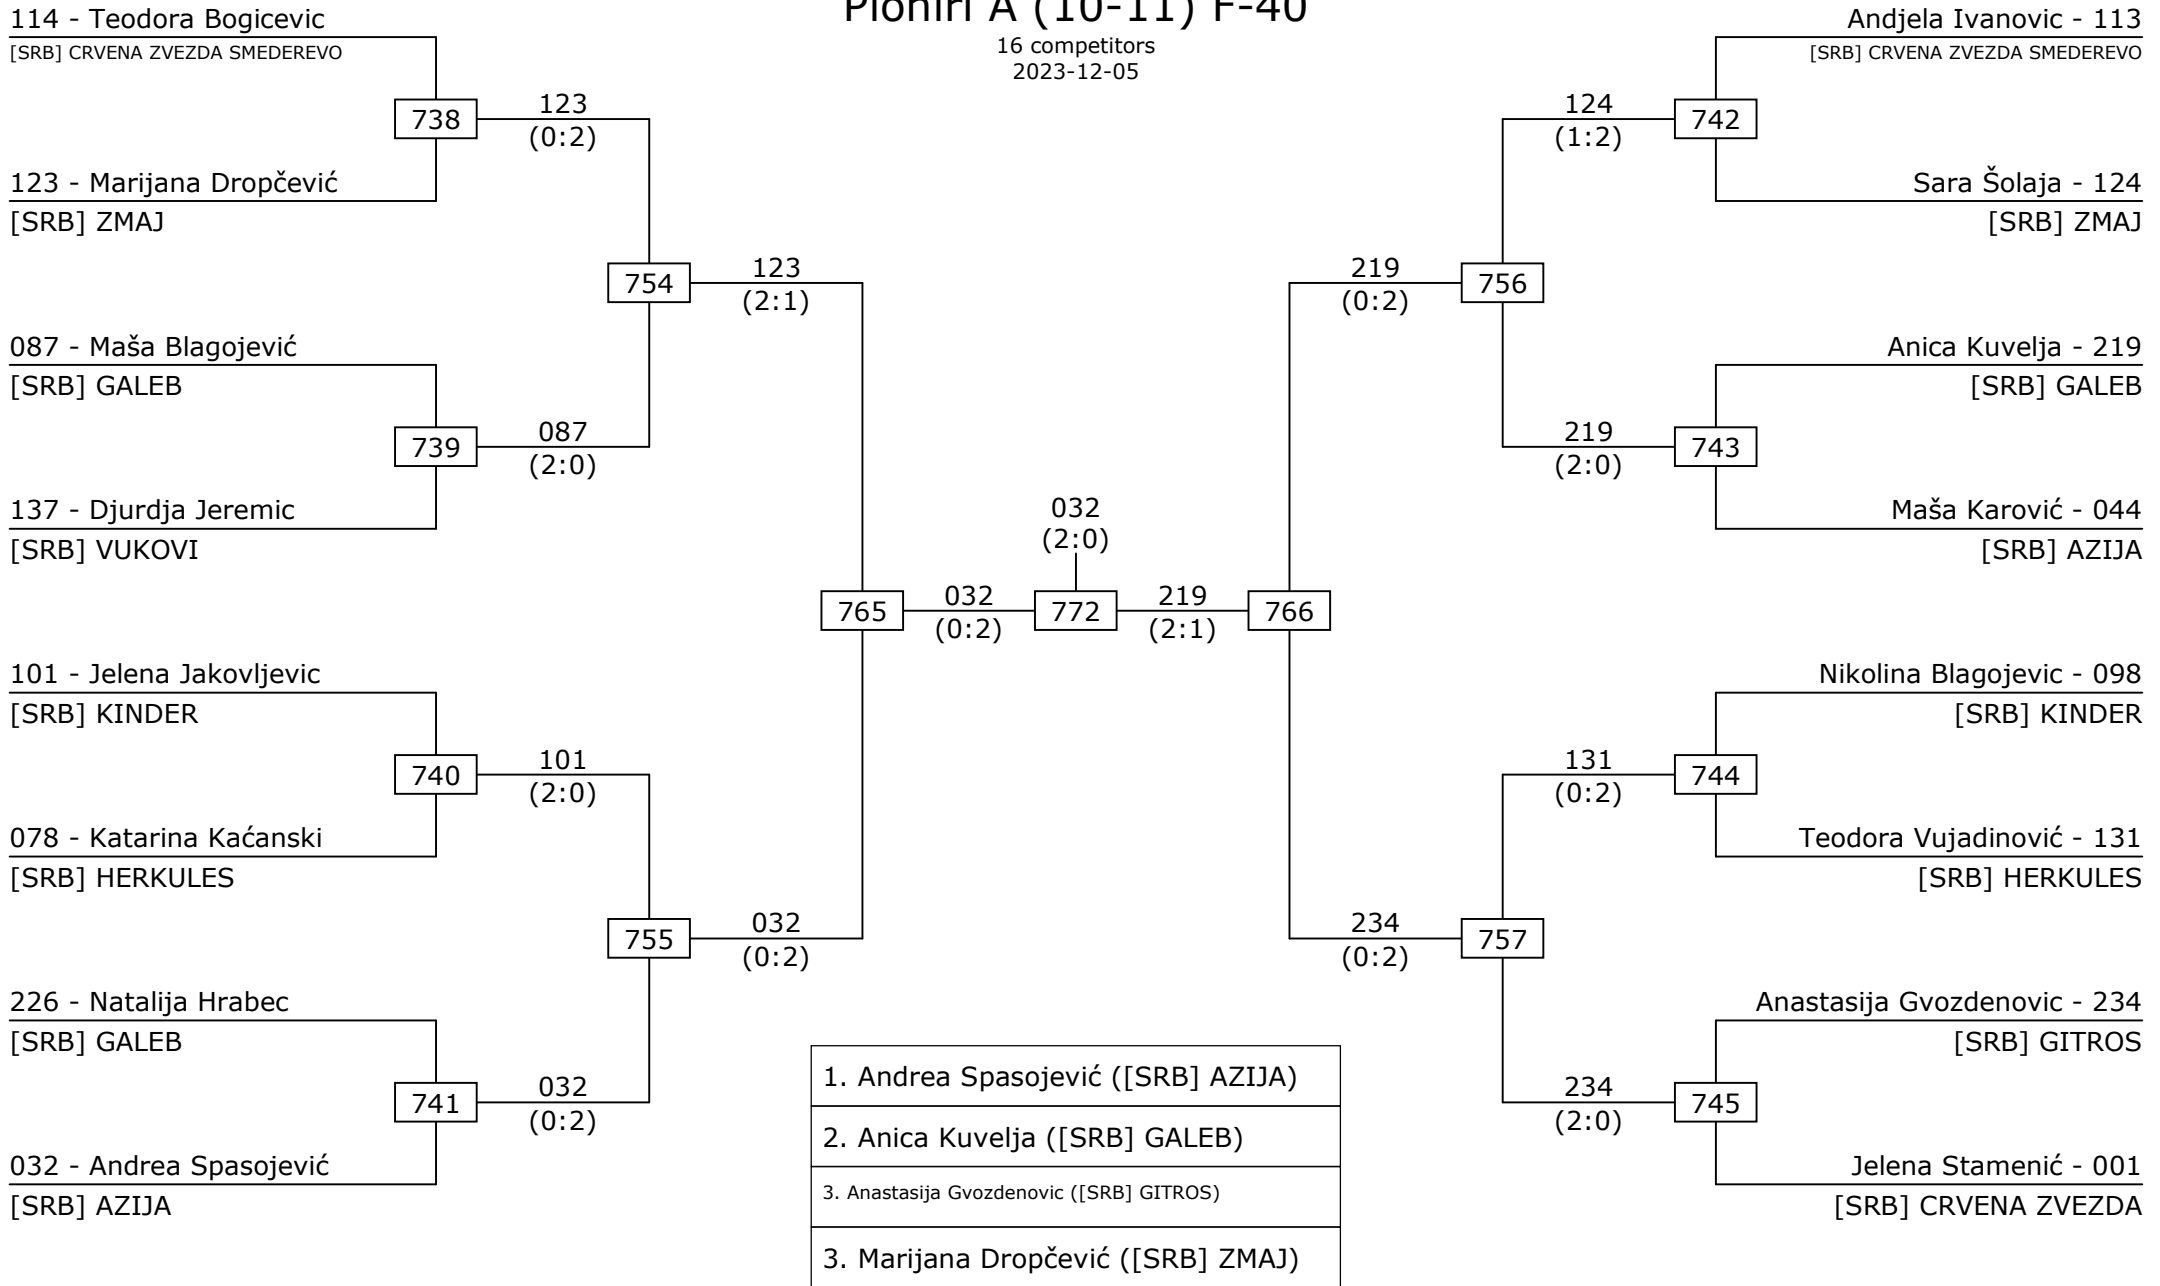 Pioniri A (10-11) F-40
16 competitors
2023-12-05
114 - Teodora Bogicevic
[SRB] CRVENA ZVEZDA SMEDEREVO
738
123
(0:2)
123 - Marijana Dropčević
[SRB] ZMAJ
754
123
(2:1)
087 - Maša Blagojević
[SRB] GALEB
739
087
(2:0)
137 - Djurdja Jeremic
[SRB] VUKOVI
765
032
(0:2)
101 - Jelena Jakovljevic
[SRB] KINDER
740
101
(2:0)
078 - Katarina Kaćanski
[SRB] HERKULES
755
032
(0:2)
226 - Natalija Hrabec
[SRB] GALEB
741
032
(0:2)
032 - Andrea Spasojević
[SRB] AZIJA
032
(2:0)
772
Andjela Ivanovic - 113
[SRB] CRVENA ZVEZDA SMEDEREVO
124
(1:2)
742
Sara Šolaja - 124
[SRB] ZMAJ
219
(0:2)
756
Anica Kuvelja - 219
[SRB] GALEB
219
(2:0)
743
Maša Karović - 044
[SRB] AZIJA
219
(2:1)
766
Nikolina Blagojevic - 098
[SRB] KINDER
131
(0:2)
744
Teodora Vujadinović - 131
[SRB] HERKULES
234
(0:2)
757
Anastasija Gvozdenovic - 234
[SRB] GITROS
234
(2:0)
745
Jelena Stamenić - 001
[SRB] CRVENA ZVEZDA
1. Andrea Spasojević ([SRB] AZIJA)
2. Anica Kuvelja ([SRB] GALEB)
3. Anastasija Gvozdenovic ([SRB] GITROS)
3. Marijana Dropčević ([SRB] ZMAJ)